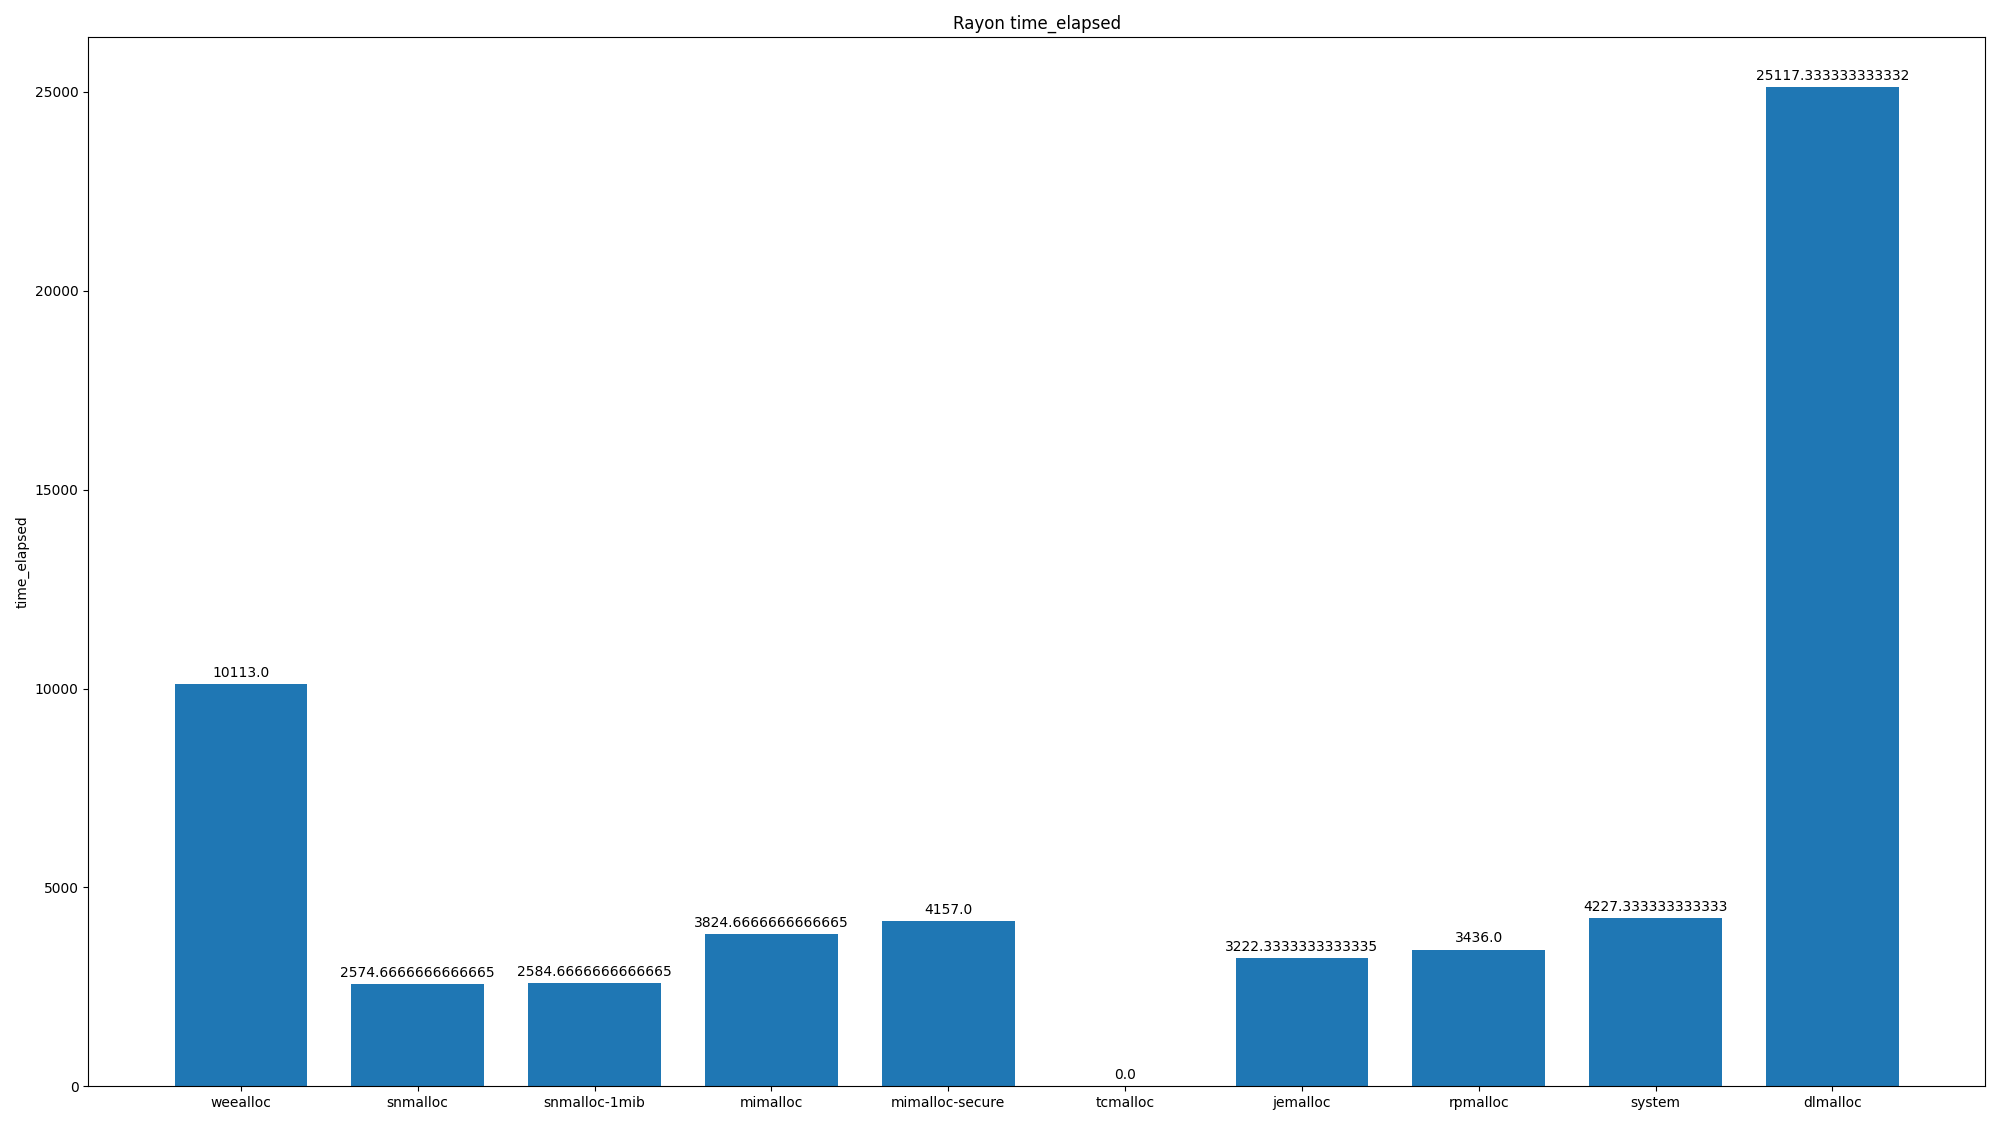 Rayon time_elapsed
time_elapsed
25000
20000
15000
10000
5000
0
10113.0
2574.6666666666665
2584.6666666666665
3824.6666666666665
4157.0
0.0
3222.3333333333335
3436.0
4227.333333333333
25117.333333333332
weealloc
snmalloc
snmalloc-1mib
mimalloc
mimalloc-secure
tcmalloc
jemalloc
rpmalloc
system
dlmalloc